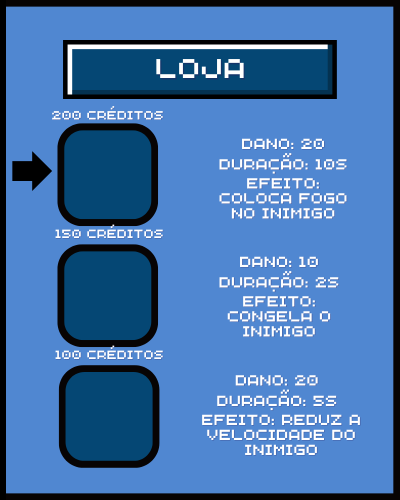 LOJA
200 CRÉDITOS
DANO: 20
DURAÇÃO: 10S
EFEITO:
COLOCA FOGO
NO INIMIGO
150 CRÉDITOS
DANO: 10
DURAÇÃO: 2S
EFEITO:
CONGELA O
INIMIGO
100 CRÉDITOS
DANO: 20
DURAÇÃO: 5S
EFEITO: REDUZ A
VELOCIDADE DO
INIMIGO